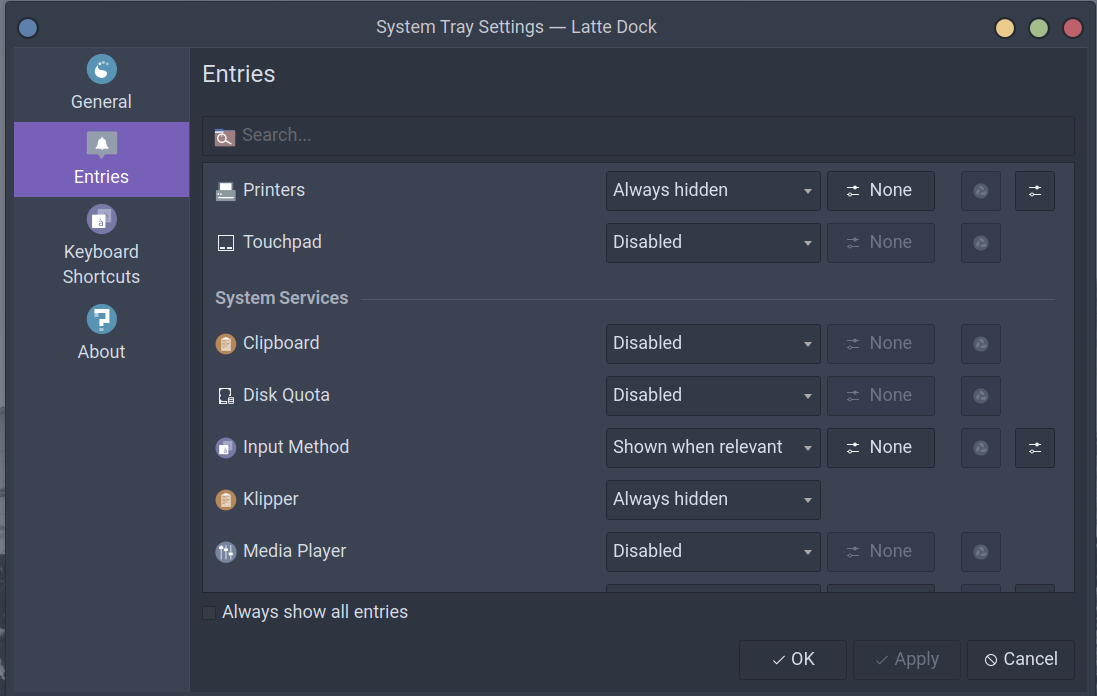 System Tray Settings — Latte Dock
General
Entries
Keyboard
Shortcuts
About
Entries
Search...
Printers Always hidden None
Touchpad Disabled None
System Services
Clipboard Disabled None
Disk Quota Disabled None
Input Method Shown when relevant None
Klipper Always hidden
Media Player Disabled None
Always show all entries
OK Apply Cancel